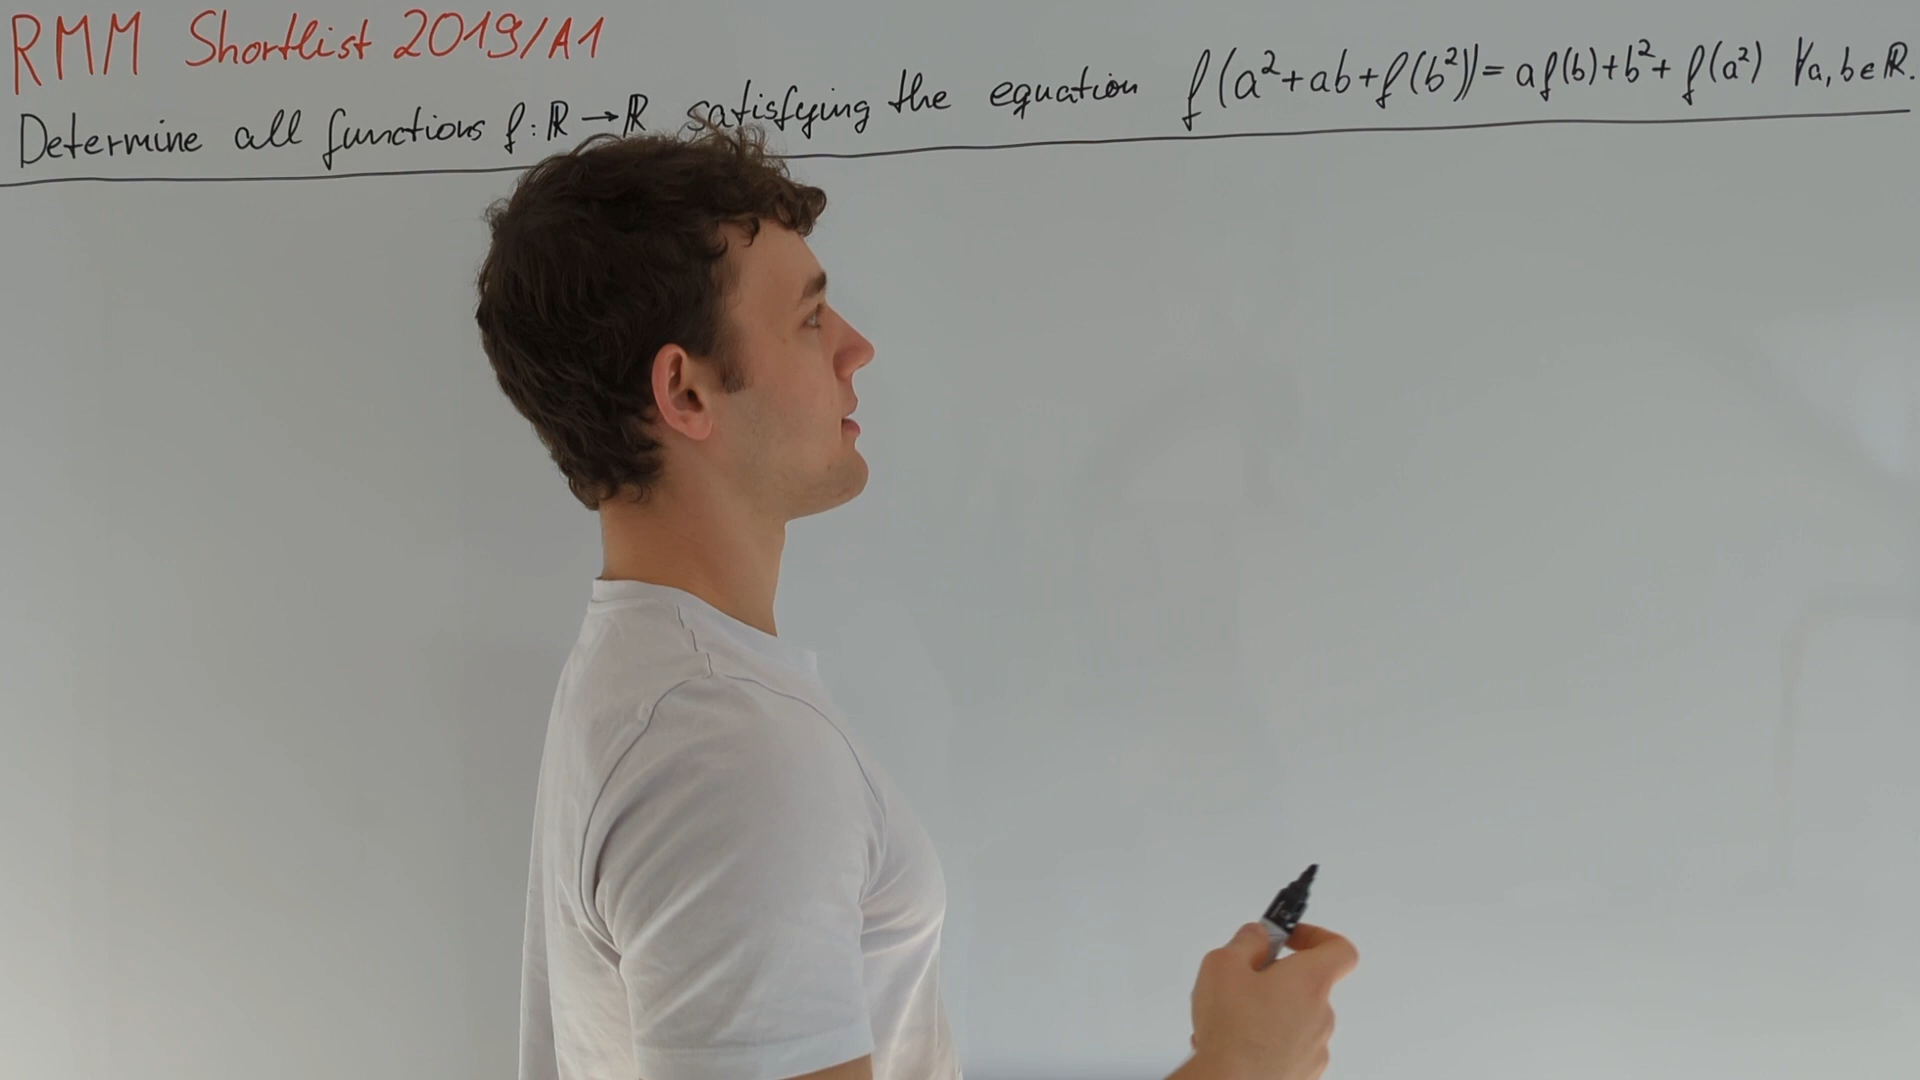 RMM Shortlist 2019/A1
Determine all functions f: ℝ → ℝ satisfying the equation f(a²+ab+f(b²)) = af(b)+b²+f(a²) ∀a,b∈ℝ.